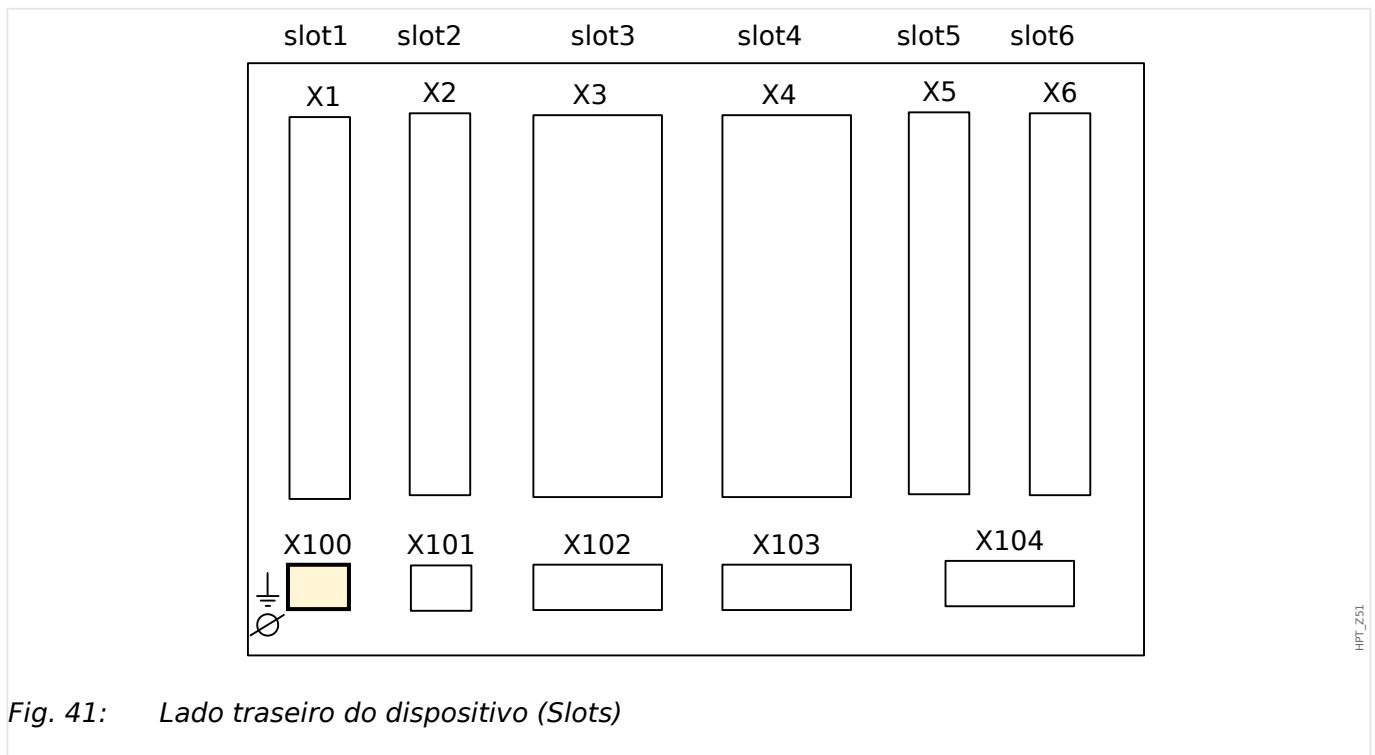 slot1 slot2 slot3 slot4 slot5 slot6
X1 X2 X3 X4 X5 X6
X100 X101 X102 X103 X104
HPT_Z51
Fig. 41: Lado traseiro do dispositivo (Slots)